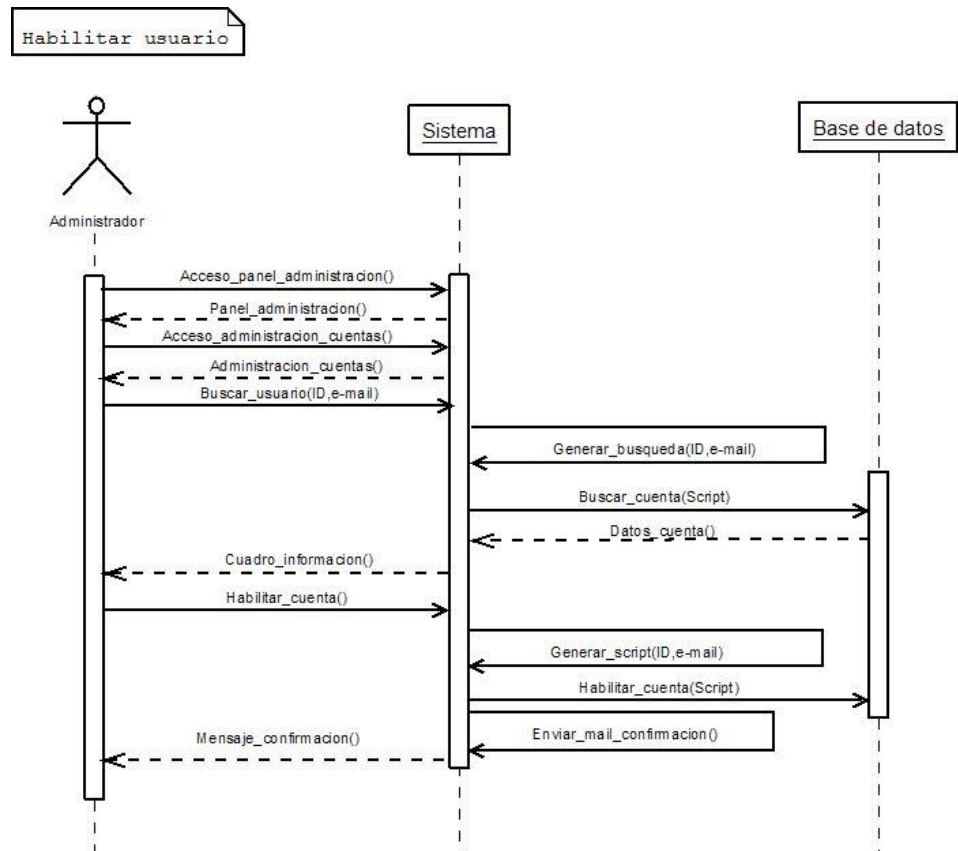 Habilitar usuario
Sistema
Base de datos
Administrador
Acceso_panel_administracion()
Panel_administracion()
Acceso_administracion_cuentas()
Administracion_cuentas()
Buscar_usuario(ID,e-mail)
Generar_busqueda(ID,e-mail)
Buscar_cuenta(Script)
Datos_cuenta()
Cuadro_informacion()
Habilitar_cuenta()
Generar_script(ID,e-mail)
Habilitar_cuenta(Script)
Enviar_mail_confirmacion()
Mensaje_confirmacion()